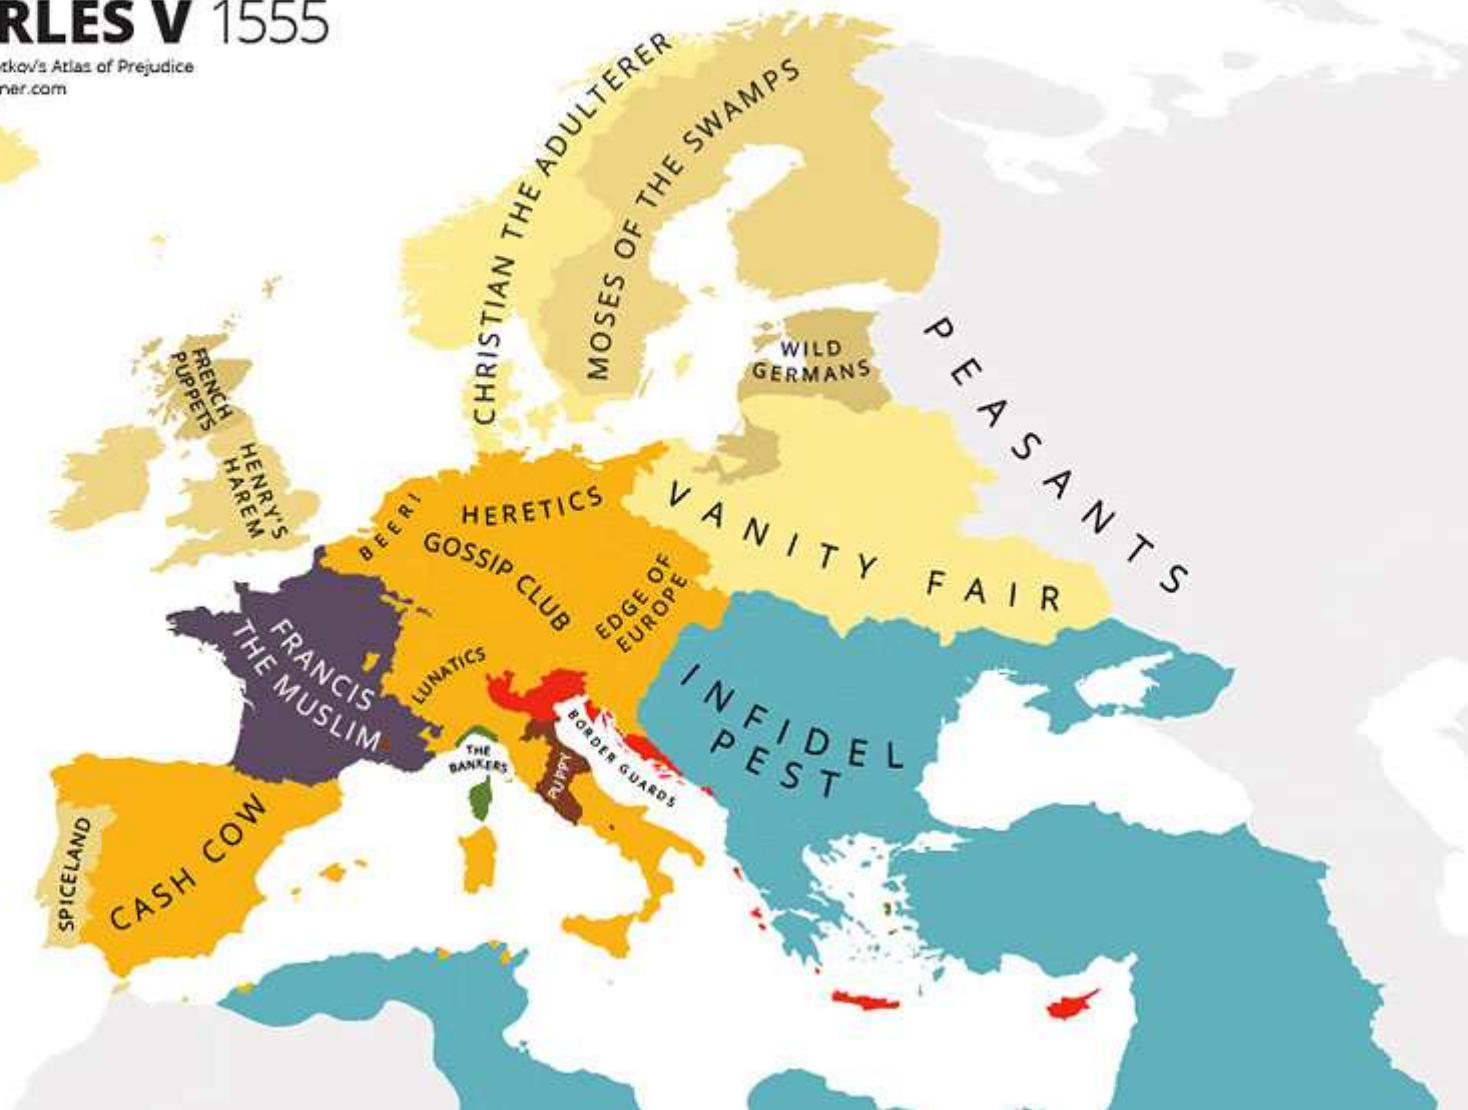 RLES V 1555
tkov's Atlas of Prejudice
ner.com
CHRISTIAN THE ADULTERER
MOSES OF THE SWAMPS
WILD
GERMANS
PEASANTS
FRENCH
PUPPETS
HENRY'S
HAREM
BEER!
HERETICS
GOSSIP CLUB
EDGE OF
EUROPE
VANITY FAIR
FRANCIS
THE MUSLIM
LUNATICS
INFIDEL
PEST
THE
BANKERS
PUPPY
BORDER GUARDS
SPICELAND
CASH COW